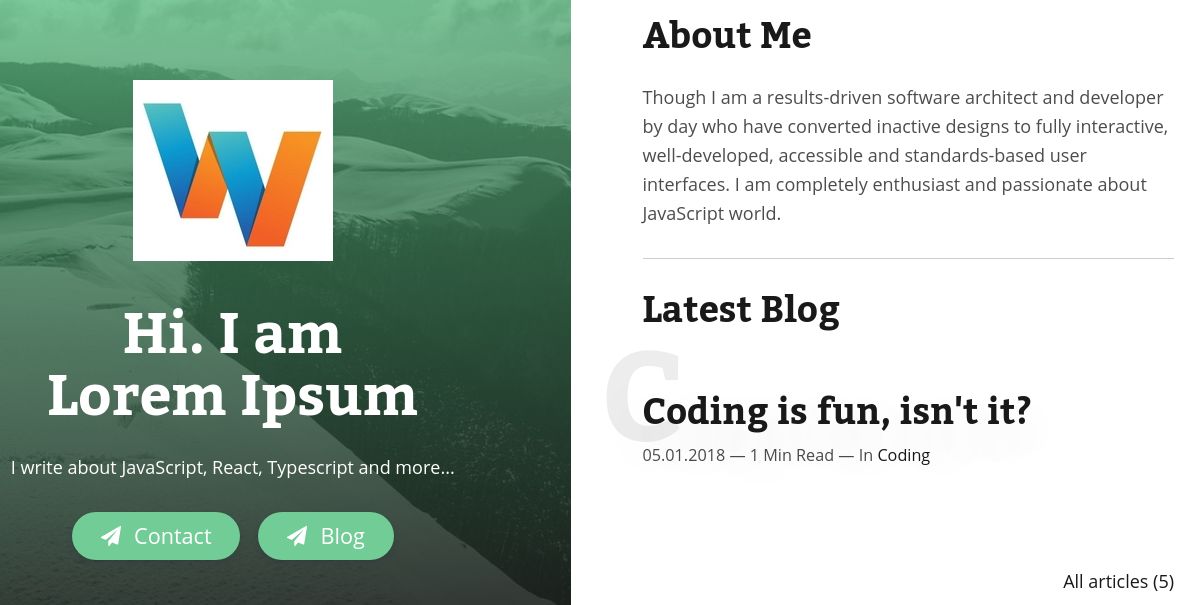 Hi. I am
Lorem Ipsum
I write about JavaScript, React, Typescript and more...
Contact
Blog
About Me
Though I am a results-driven software architect and developer
by day who have converted inactive designs to fully interactive,
well-developed, accessible and standards-based user
interfaces. I am completely enthusiast and passionate about
JavaScript world.
Latest Blog
C
Coding is fun, isn't it?
05.01.2018 — 1 Min Read — In Coding
All articles (5)